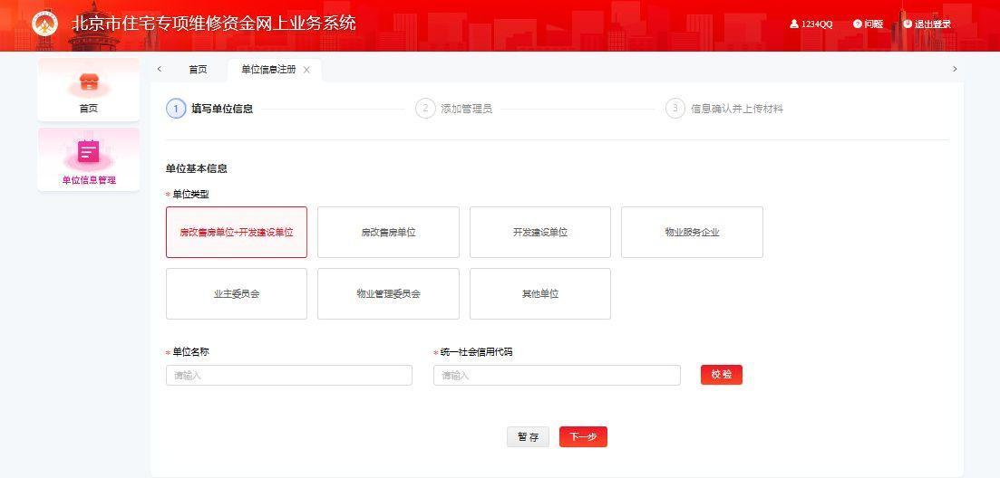 北京市住宅专项维修资金网上业务系统
1234QQ 问题 退出登录
首页 单位信息注册
首页
单位信息管理
1 填写单位信息 2 添加管理员 3 信息确认并上传材料
单位基本信息
* 单位类型
房改售房单位+开发建设单位 房改售房单位 开发建设单位 物业服务企业
业主委员会 物业管理委员会 其他单位
* 单位名称 * 统一社会信用代码
请输入 请输入 校验
暂存 下一步